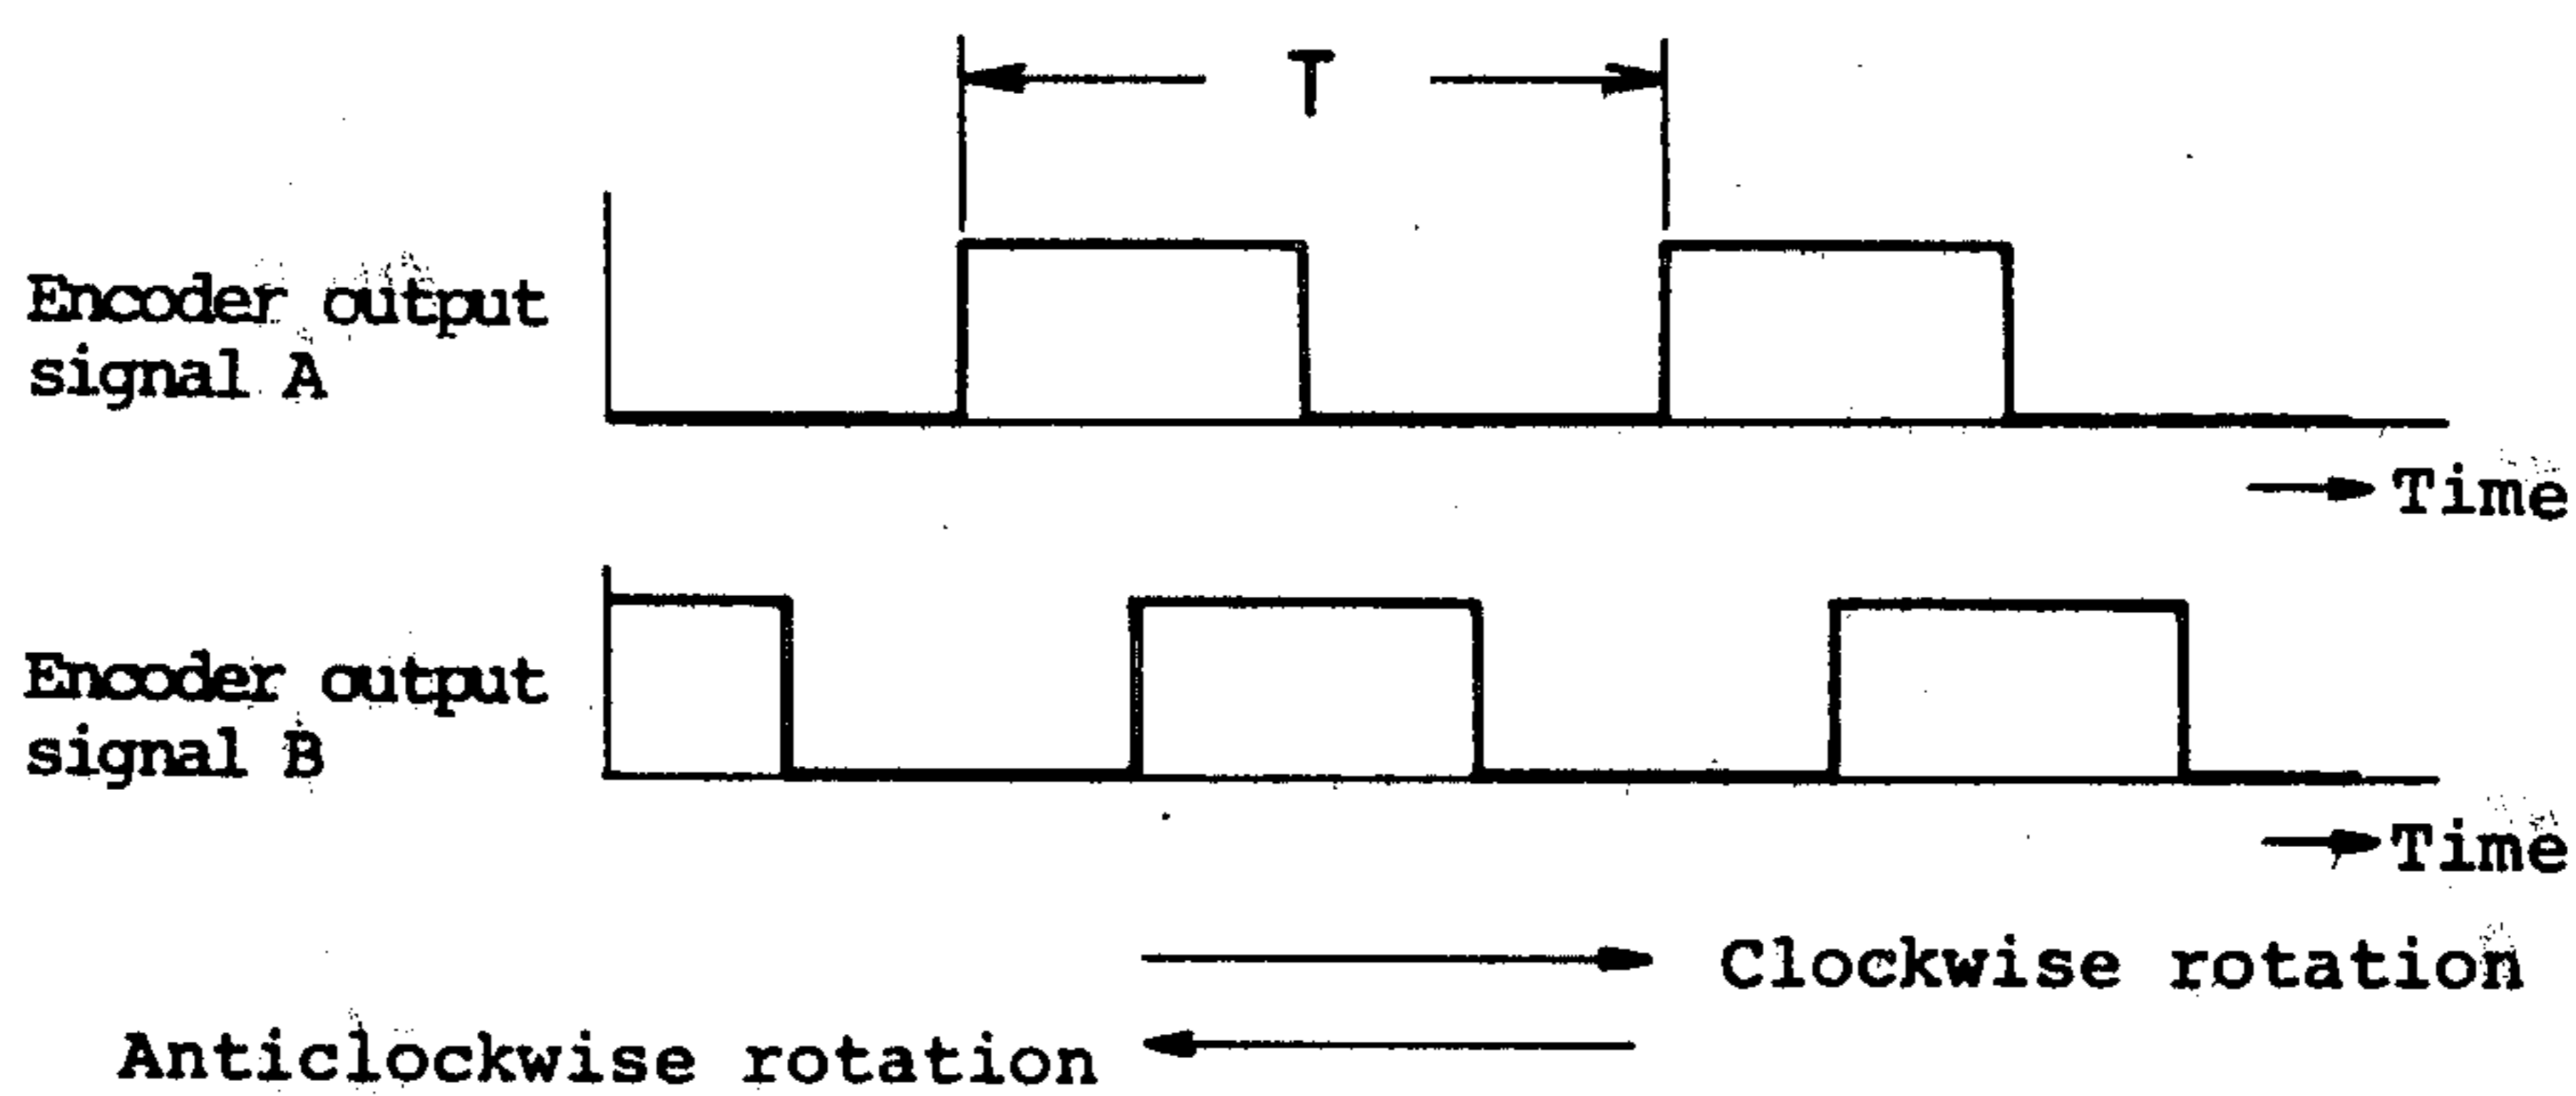 T
Encoder output
signal A
Time
Encoder output
signal B
Time
Clockwise rotation
Anticlockwise rotation